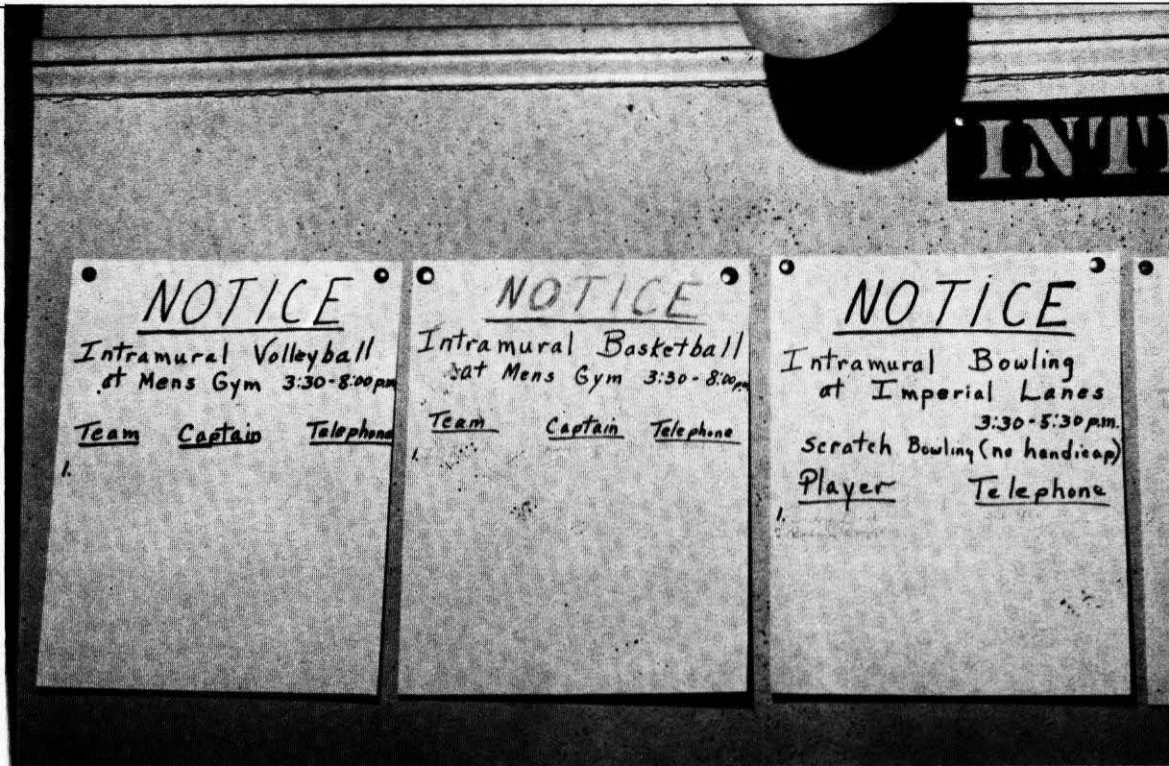 INT
NOTICE
Intramural Volleyball
at Mens Gym 3:30-8:00pm
Team Captain Telephone
1.
NOTICE
Intramural Basketball
at Mens Gym 3:30-8:00pm
Team Captain Telephone
1.
NOTICE
Intramural Bowling
at Imperial Lanes
3:30-5:30p.m.
Scratch Bowling (no handicap)
Player Telephone
1.